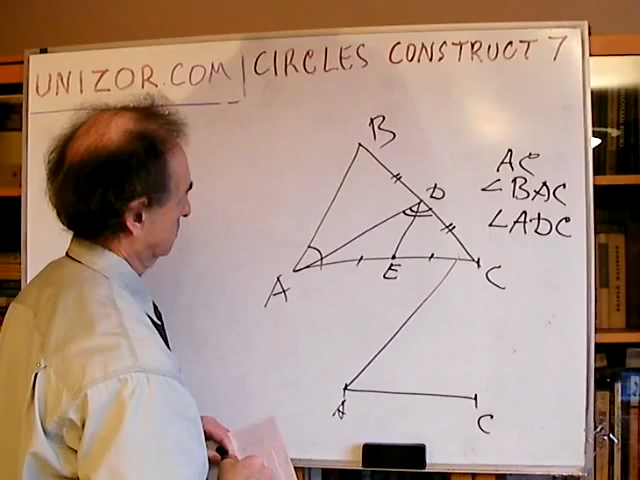 UNIZOR.COM | CIRCLES CONSTRUCT 7
B
D
A
E
C
AC
∠BAC
∠ADC
A
C